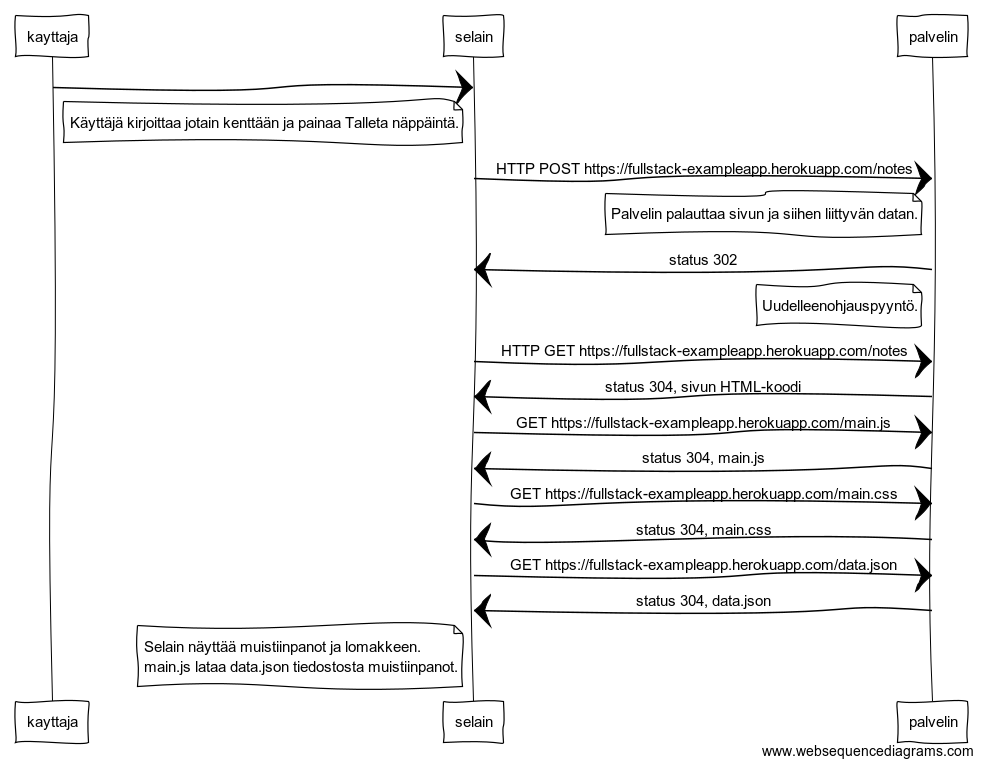 kayttaja
selain
palvelin
Käyttäjä kirjoittaa jotain kenttään ja painaa Talleta näppäintä.
HTTP POST https://fullstack-exampleapp.herokuapp.com/notes
Palvelin palauttaa sivun ja siihen liittyvän datan.
status 302
Uudelleenohjauspyyntö.
HTTP GET https://fullstack-exampleapp.herokuapp.com/notes
status 304, sivun HTML-koodi
GET https://fullstack-exampleapp.herokuapp.com/main.js
status 304, main.js
GET https://fullstack-exampleapp.herokuapp.com/main.css
status 304, main.css
GET https://fullstack-exampleapp.herokuapp.com/data.json
status 304, data.json
Selain näyttää muistiinpanot ja lomakkeen.
main.js lataa data.json tiedostosta muistiinpanot.
kayttaja
selain
palvelin
www.websequencediagrams.com